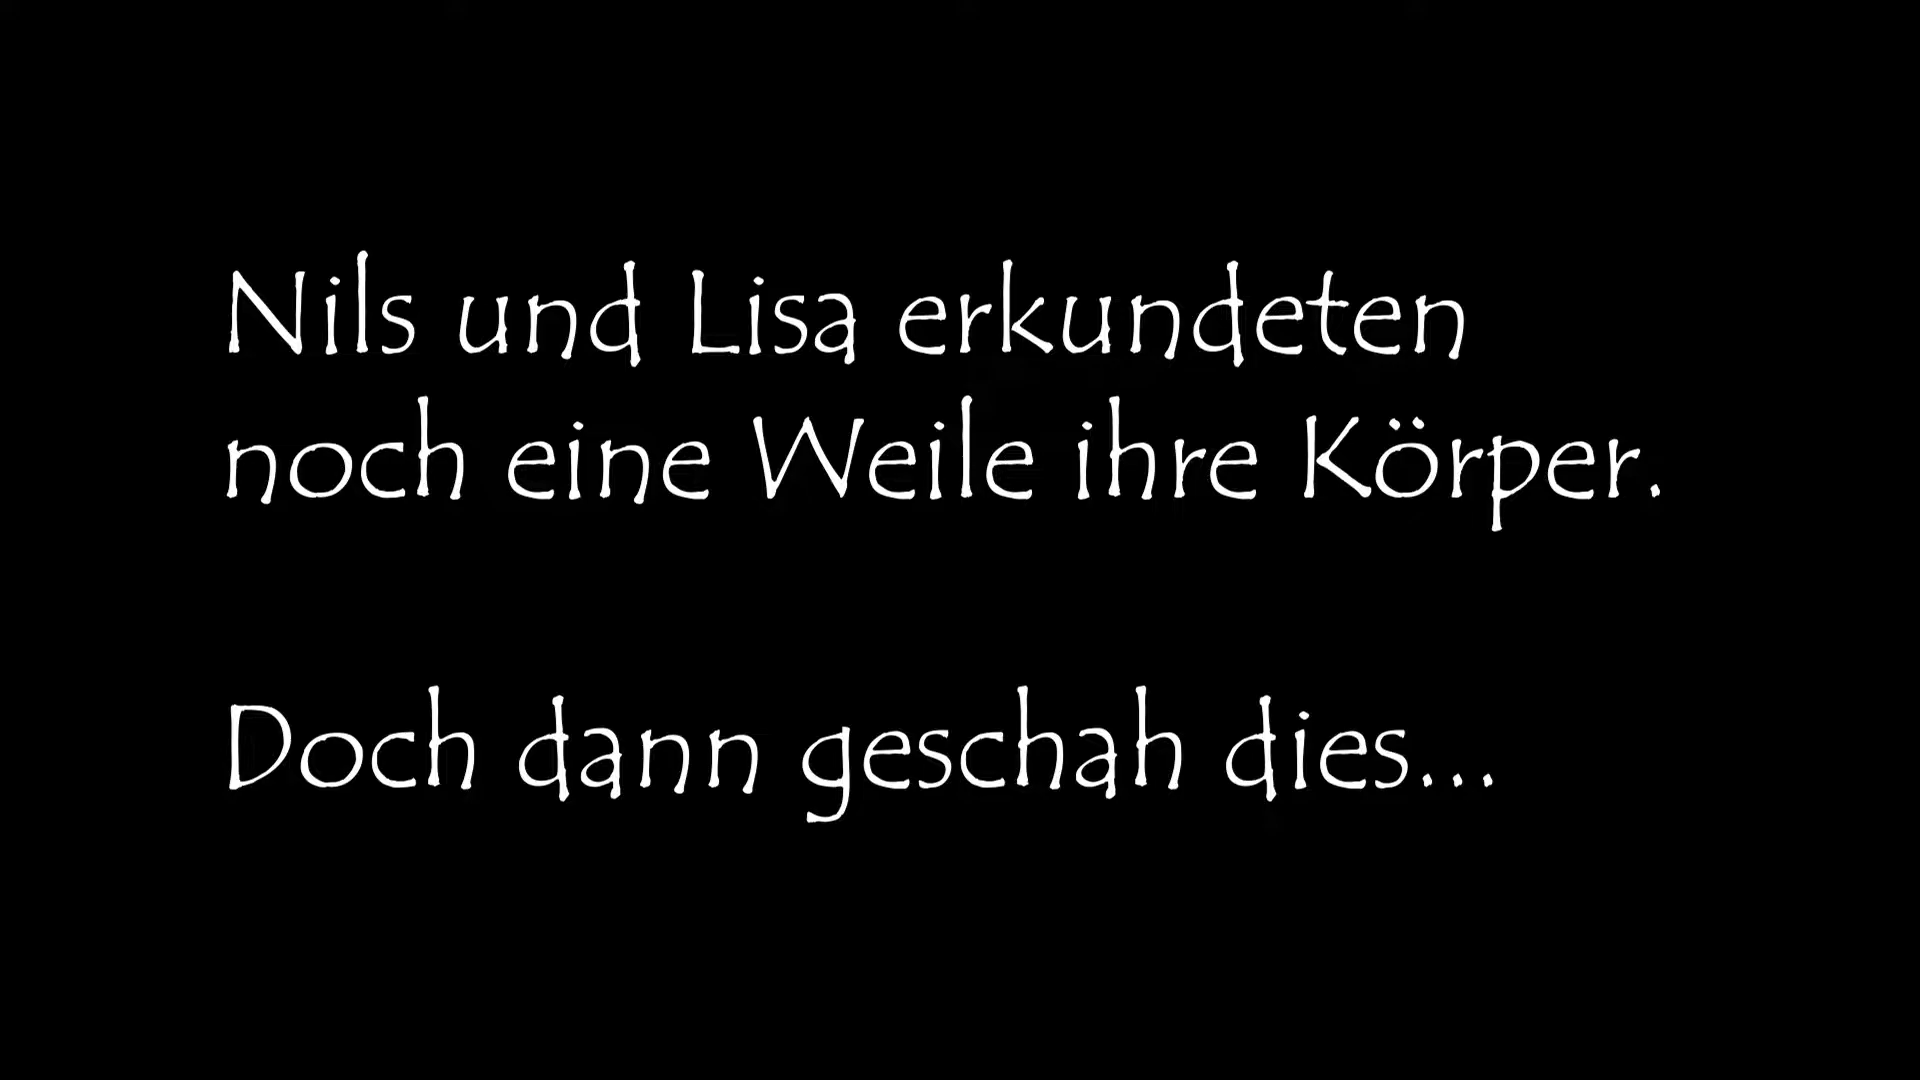 Nils und Lisa erkundeten
noch eine Weile ihre Körper.
Doch dann geschah dies...